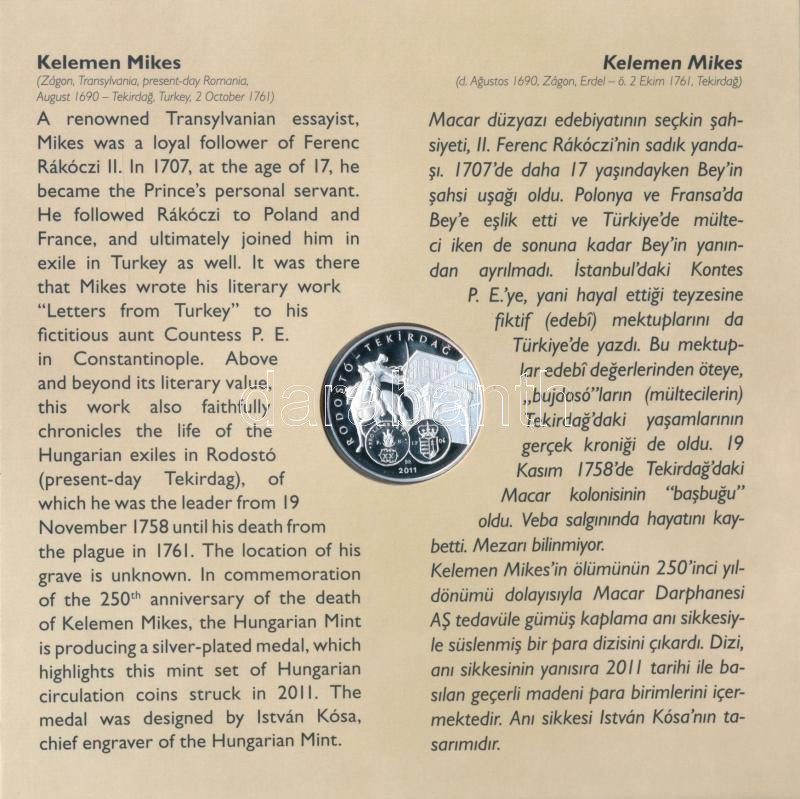 Kelemen Mikes
(Zágon, Transylvania, present-day Romania,
August 1690 – Tekirdağ, Turkey, 2 October 1761)
A renowned Transylvanian essayist,
Mikes was a loyal follower of Ferenc
Rákóczi II. In 1707, at the age of 17, he
became the Prince's personal servant.
He followed Rákóczi to Poland and
France, and ultimately joined him in
exile in Turkey as well. It was there
that Mikes wrote his literary work
“Letters from Turkey” to his
fictitious aunt Countess P. E.
in Constantinople. Above
and beyond its literary value,
this work also faithfully
chronicles the life of the
Hungarian exiles in Rodostó
(present-day Tekirdag), of
which he was the leader from 19
November 1758 until his death from
the plague in 1761. The location of his
grave is unknown. In commemoration
of the 250th anniversary of the death
of Kelemen Mikes, the Hungarian Mint
is producing a silver-plated medal, which
highlights this mint set of Hungarian
circulation coins struck in 2011. The
medal was designed by István Kósa,
chief engraver of the Hungarian Mint.
RODOSTÓ-TEKİRDAĞ
2011
Kelemen Mikes
(d. Ağustos 1690, Zágon, Erdel – ö. 2 Ekim 1761, Tekirdağ)
Macar düzyazı edebiyatının seçkin şah-
siyeti, II. Ferenc Rákóczi'nin sadık yanda-
şı. 1707'de daha 17 yaşındayken Bey'in
şahsi uşağı oldu. Polonya ve Fransa'da
Bey'e eşlik etti ve Türkiye'de mülte-
ci iken de sonuna kadar Bey'in yanın-
dan ayrılmadı. İstanbul'daki Kontes
P. E.'ye, yani hayal ettiği teyzesine
fiktif (edebî) mektuplarını da
Türkiye'de yazdı. Bu mektup-
lar edebî değerlerinden öteye,
„bujdosó”ların (mültecilerin)
Tekirdağ'daki yaşamlarının
gerçek kroniği de oldu. 19
Kasım 1758'de Tekirdağ'daki
Macar kolonisinin “başbuğu”
oldu. Veba salgınında hayatını kay-
betti. Mezarı bilinmiyor.
Kelemen Mikes'in ölümünün 250'inci yıl-
dönümü dolayısıyla Macar Darphanesi
AŞ tedavüle gümüş kaplama anı sikkesiy-
le süslenmiş bir para dizisini çıkardı. Dizi,
anı sikkesinin yanısıra 2011 tarihi ile ba-
sılan geçerli madeni para birimlerini içer-
mektedir. Anı sikkesi István Kósa'nın ta-
sarımıdır.
darabanth